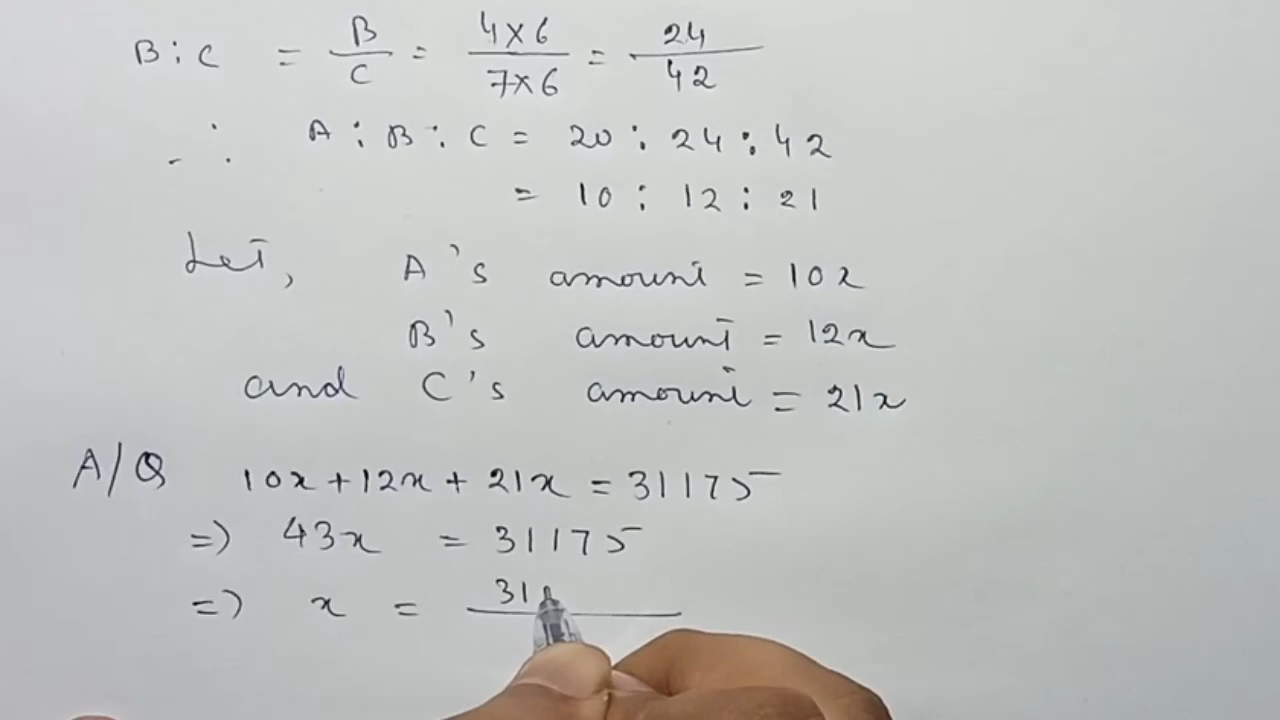 B : C = B/C = 4×6/7×6 = 24/42
∴ A : B : C = 20 : 24 : 42
= 10 : 12 : 21
Let, A's amount = 10x
B's amount = 12x
and C's amount = 21x
A/Q 10x + 12x + 21x = 31175
=> 43x = 31175
=> x = 31